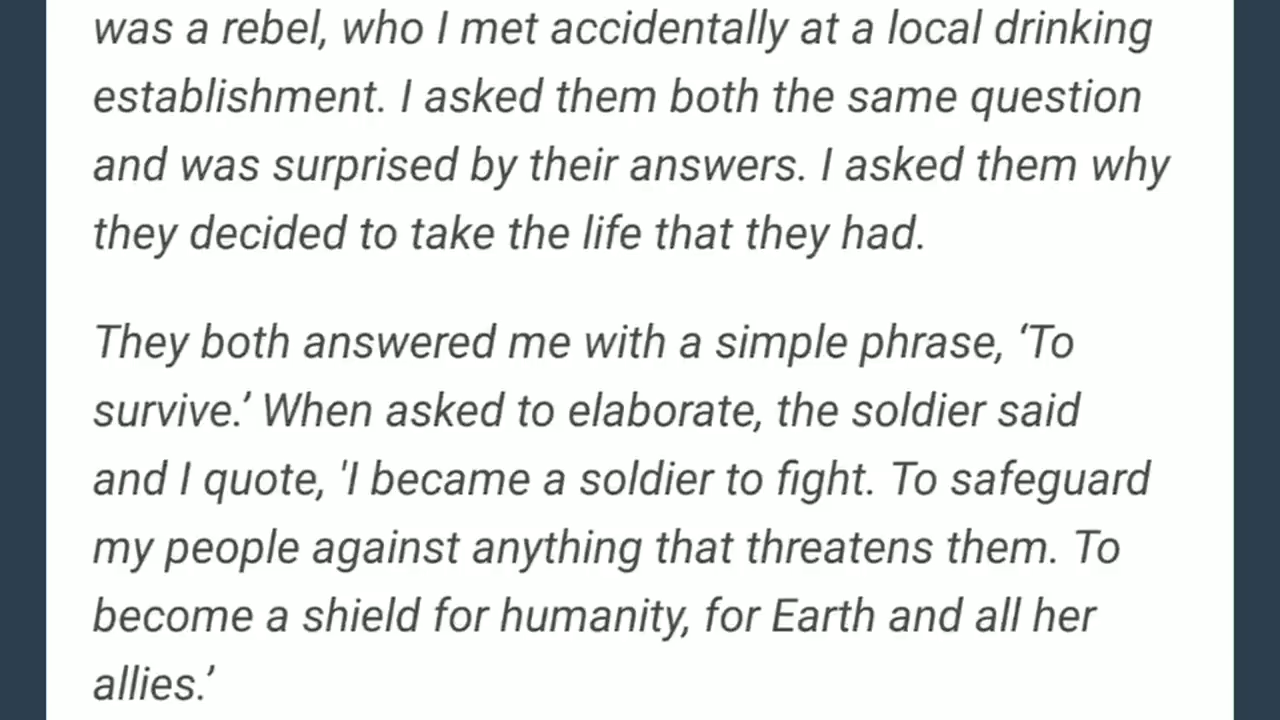 was a rebel, who I met accidentally at a local drinking
establishment. I asked them both the same question
and was surprised by their answers. I asked them why
they decided to take the life that they had.
They both answered me with a simple phrase, ‘To
survive.’ When asked to elaborate, the soldier said
and I quote, 'I became a soldier to fight. To safeguard
my people against anything that threatens them. To
become a shield for humanity, for Earth and all her
allies.’